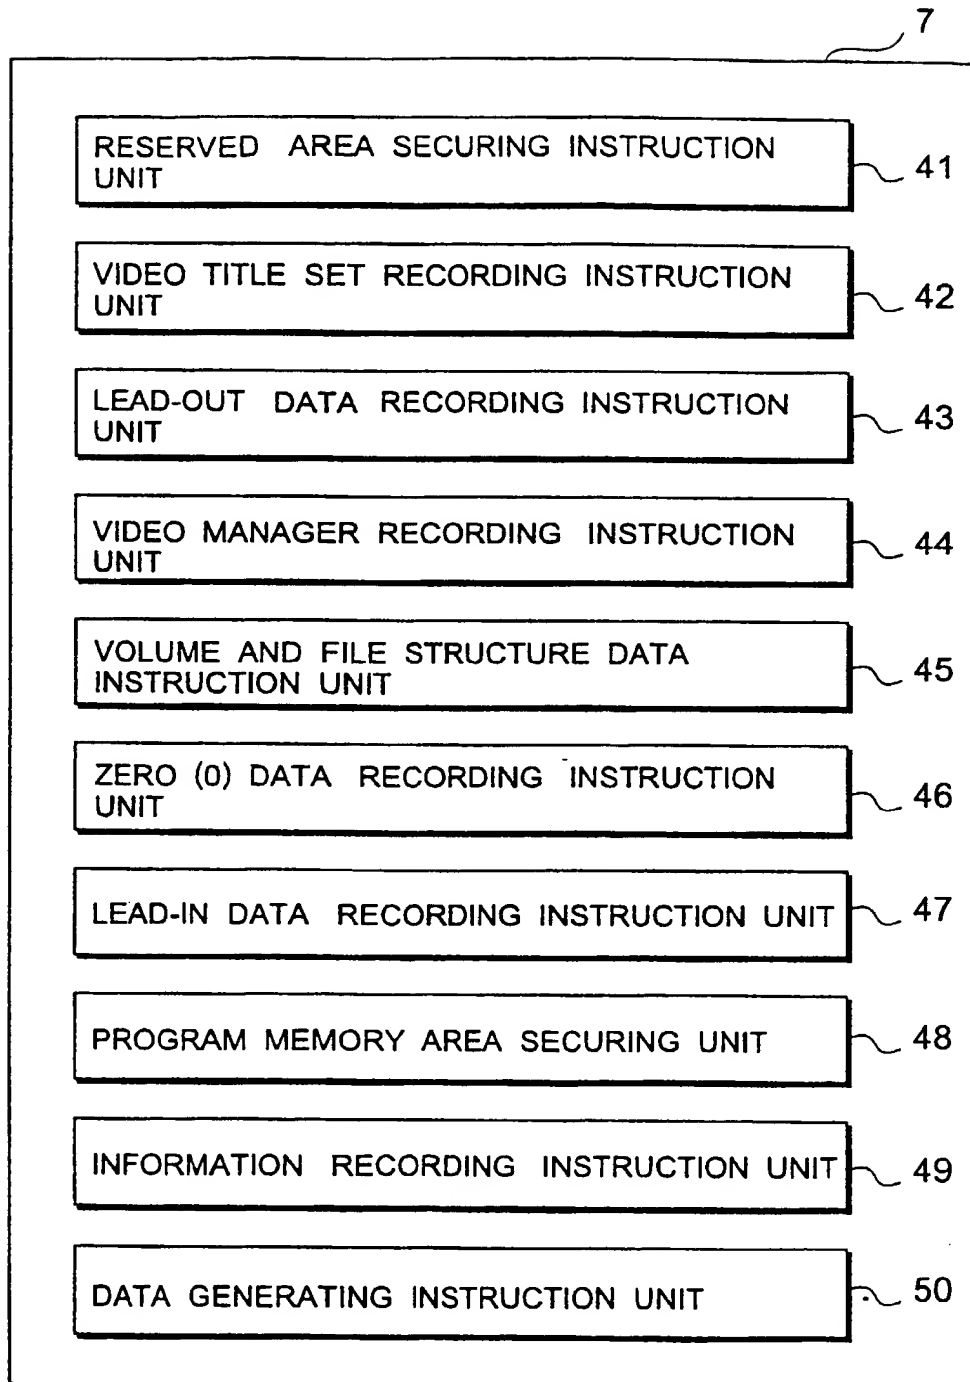 7
RESERVED AREA SECURING INSTRUCTION
UNIT
41
VIDEO TITLE SET RECORDING INSTRUCTION
UNIT
42
LEAD-OUT DATA RECORDING INSTRUCTION
UNIT
43
VIDEO MANAGER RECORDING INSTRUCTION
UNIT
44
VOLUME AND FILE STRUCTURE DATA
INSTRUCTION UNIT
45
ZERO (0) DATA RECORDING INSTRUCTION
UNIT
46
LEAD-IN DATA RECORDING INSTRUCTION UNIT
47
PROGRAM MEMORY AREA SECURING UNIT
48
INFORMATION RECORDING INSTRUCTION UNIT
49
DATA GENERATING INSTRUCTION UNIT
50